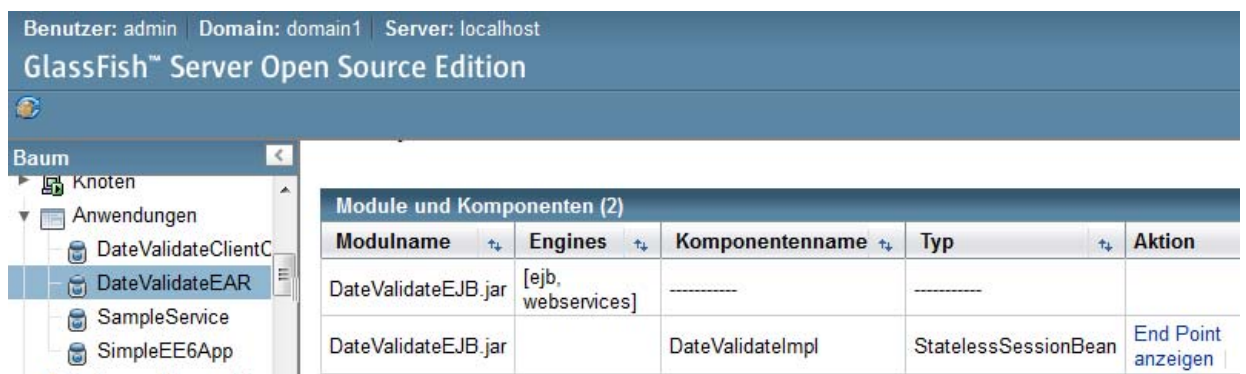 Benutzer: admin Domain: domain1 Server: localhost
GlassFish™ Server Open Source Edition
Baum
Knoten
Anwendungen
DateValidateClientC
DateValidateEAR
SampleService
SimpleEE6App
Module und Komponenten (2)
Modulname Engines Komponentenname Typ Aktion
DateValidateEJB.jar [ejb, webservices] ----------- -----------
DateValidateEJB.jar DateValidateImpl StatelessSessionBean End Point anzeigen